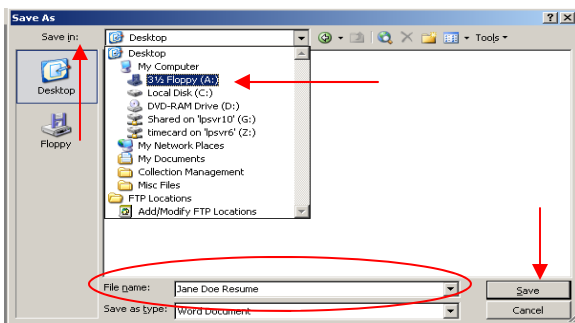 Save As
Save in: Desktop Tools
Desktop
My Computer
3½ Floppy (A:)
Local Disk (C:)
DVD-RAM Drive (D:)
Shared on 'lpsvr10' (G:)
timecard on 'lpsvr6' (Z:)
My Network Places
My Documents
Collection Management
Misc Files
FTP Locations
Add/Modify FTP Locations
Desktop
Floppy
File name: Jane Doe Resume Save
Save as type: Word Document Cancel